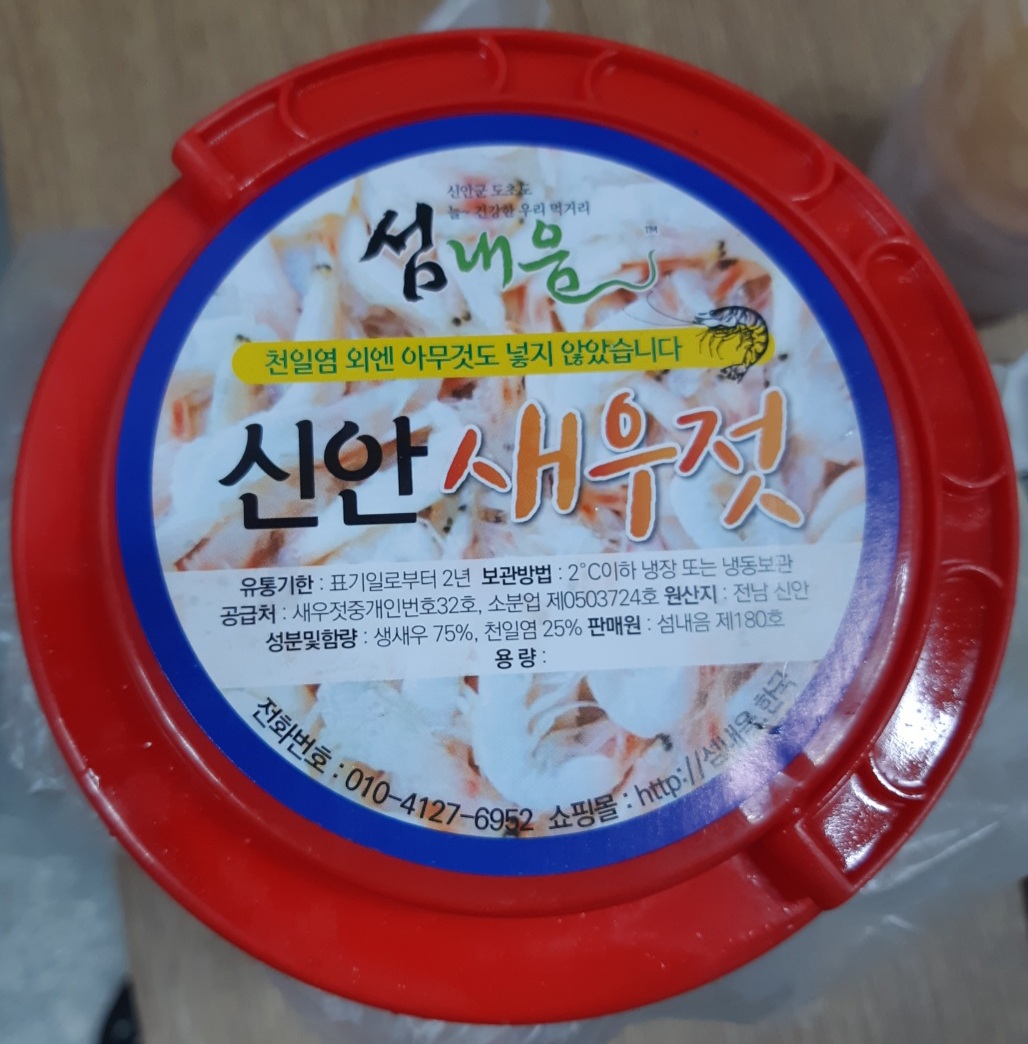 신안군 도초도
늘~ 건강한 우리 먹거리
섬내음 TM
천일염 외엔 아무것도 넣지 않았습니다
신안 새우젓
유통기한 : 표기일로부터 2년 보관방법 : 2°C이하 냉장 또는 냉동보관
공급처 : 새우젓중개인번호32호, 소분업 제0503724호 원산지 : 전남 신안
성분및함량 : 생새우 75%, 천일염 25% 판매원 : 섬내음 제180호
용량 :
전화번호 : 010-4127-6952 쇼핑몰 : http://섬내음.한국